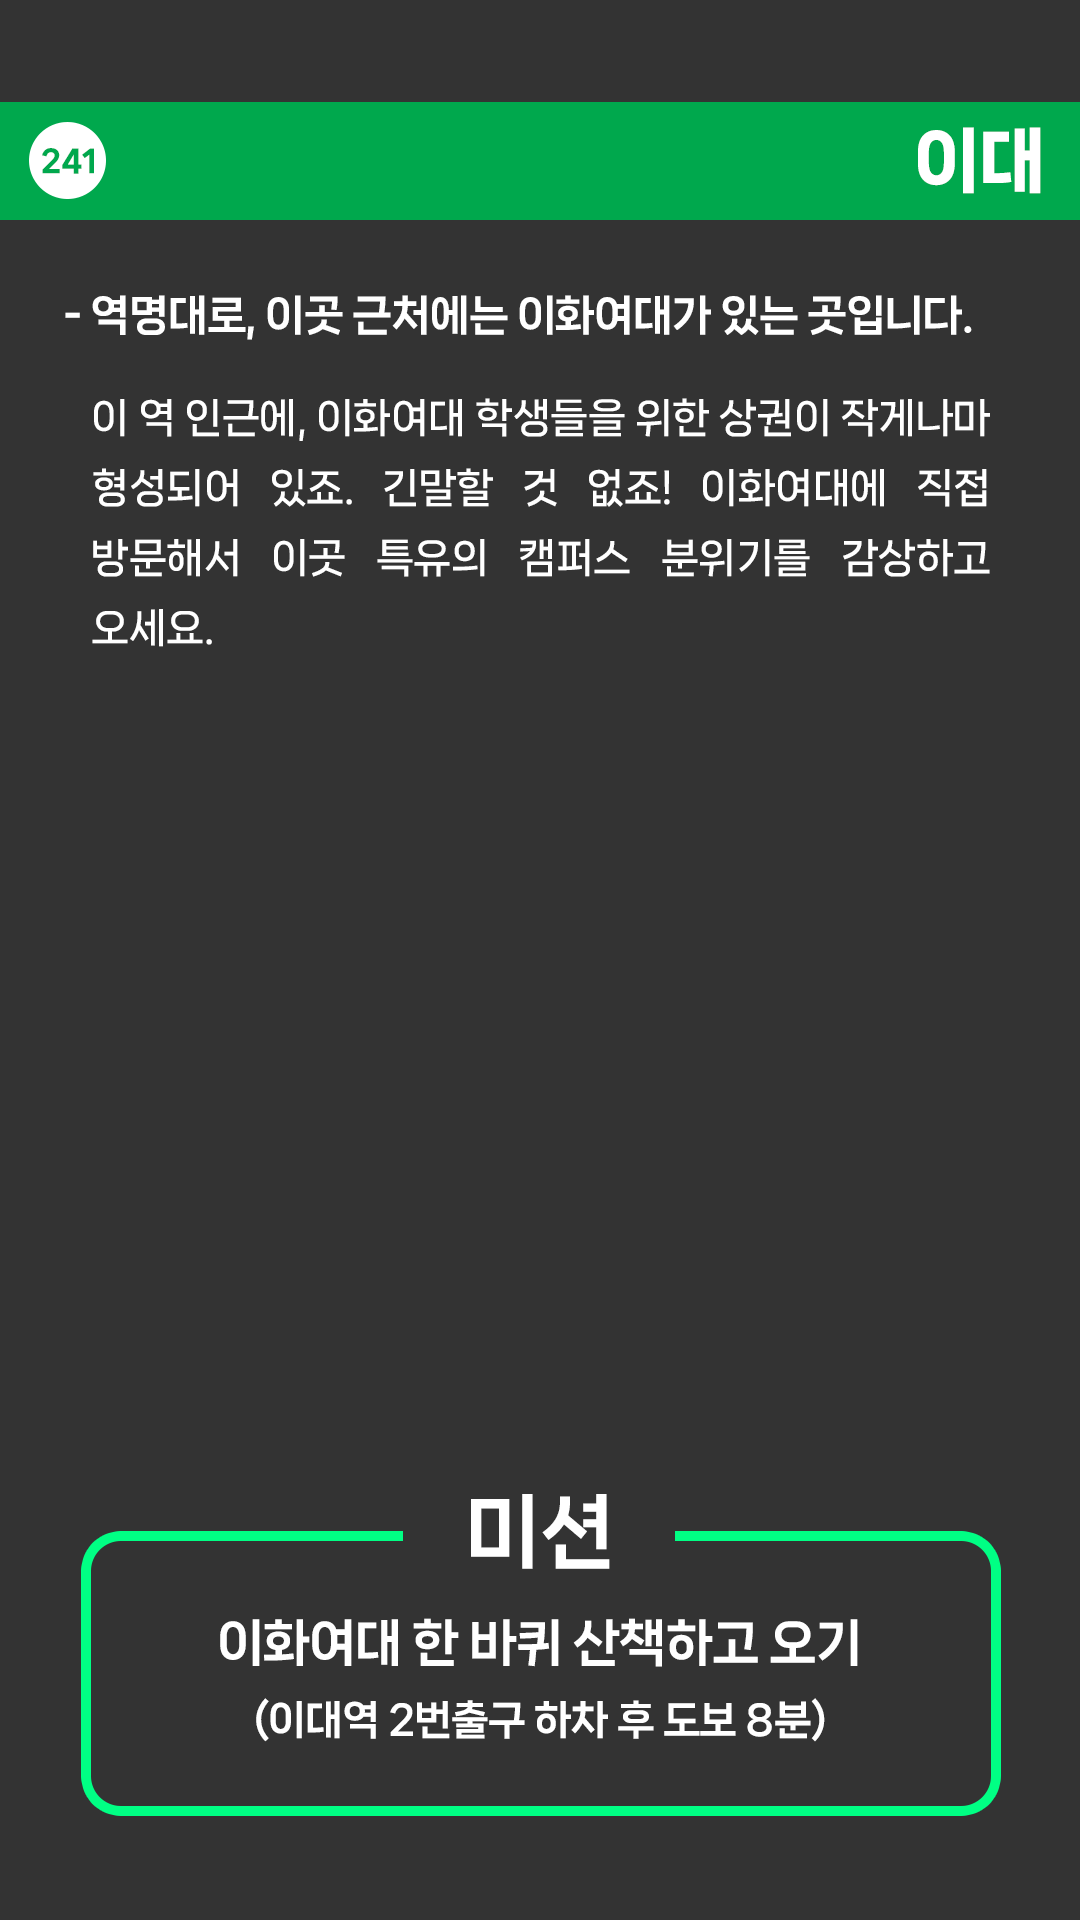 241
이대
- 역명대로, 이곳 근처에는 이화여대가 있는 곳입니다.
이 역 인근에, 이화여대 학생들을 위한 상권이 작게나마
형성되어 있죠. 긴말할 것 없죠! 이화여대에 직접
방문해서 이곳 특유의 캠퍼스 분위기를 감상하고
오세요.
미션
이화여대 한 바퀴 산책하고 오기
(이대역 2번출구 하차 후 도보 8분)